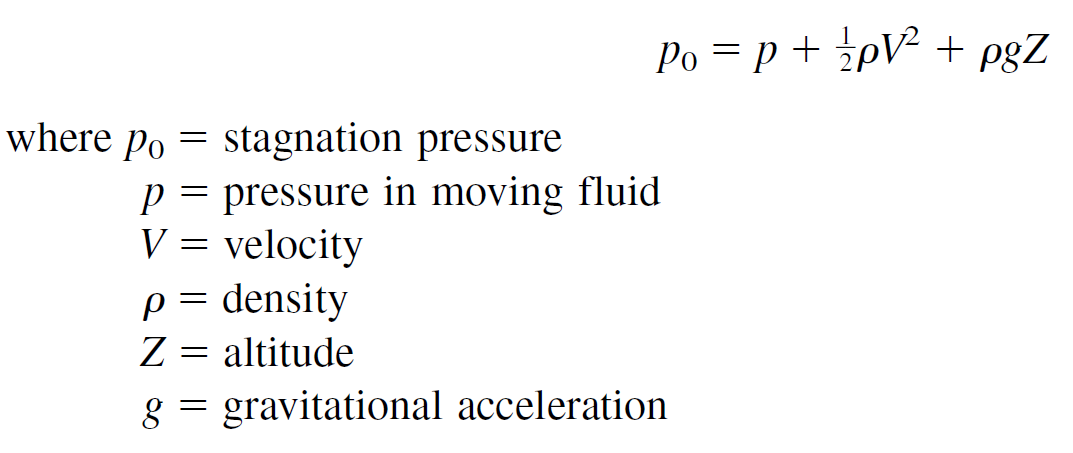 p₀ = p + ½ρV² + ρgZ
where p₀ = stagnation pressure
p = pressure in moving fluid
V = velocity
ρ = density
Z = altitude
g = gravitational acceleration